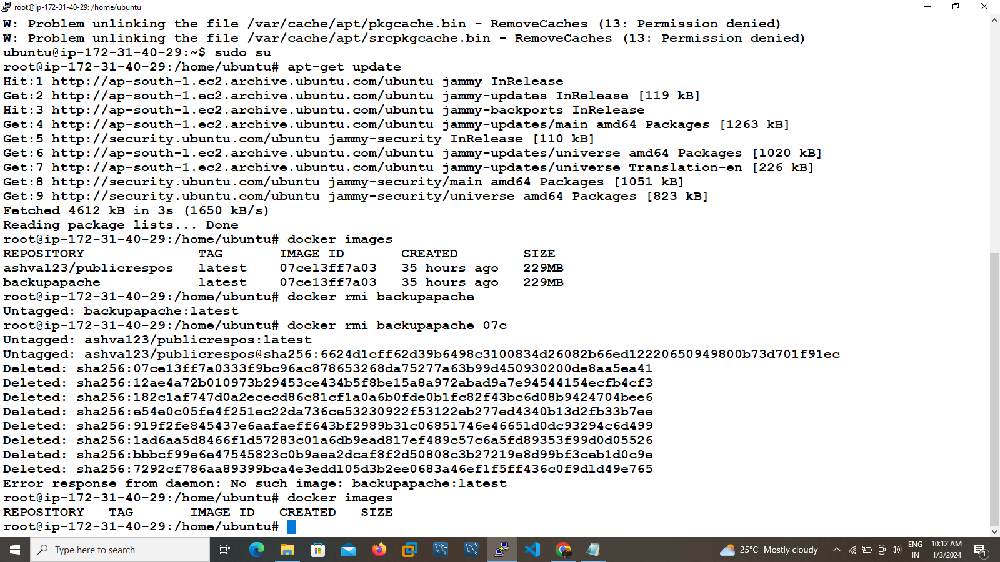 root@ip-172-31-40-29: /home/ubuntu
W: Problem unlinking the file /var/cache/apt/pkgcache.bin - RemoveCaches (13: Permission denied)
W: Problem unlinking the file /var/cache/apt/srcpkgcache.bin - RemoveCaches (13: Permission denied)
ubuntu@ip-172-31-40-29:~$ sudo su
root@ip-172-31-40-29:/home/ubuntu# apt-get update
Hit:1 http://ap-south-1.ec2.archive.ubuntu.com/ubuntu jammy InRelease
Get:2 http://ap-south-1.ec2.archive.ubuntu.com/ubuntu jammy-updates InRelease [119 kB]
Hit:3 http://ap-south-1.ec2.archive.ubuntu.com/ubuntu jammy-backports InRelease
Get:4 http://ap-south-1.ec2.archive.ubuntu.com/ubuntu jammy-updates/main amd64 Packages [1263 kB]
Get:5 http://security.ubuntu.com/ubuntu jammy-security InRelease [110 kB]
Get:6 http://ap-south-1.ec2.archive.ubuntu.com/ubuntu jammy-updates/universe amd64 Packages [1020 kB]
Get:7 http://ap-south-1.ec2.archive.ubuntu.com/ubuntu jammy-updates/universe Translation-en [226 kB]
Get:8 http://security.ubuntu.com/ubuntu jammy-security/main amd64 Packages [1051 kB]
Get:9 http://security.ubuntu.com/ubuntu jammy-security/universe amd64 Packages [823 kB]
Fetched 4612 kB in 3s (1650 kB/s)
Reading package lists... Done
root@ip-172-31-40-29:/home/ubuntu# docker images
REPOSITORY TAG IMAGE ID CREATED SIZE
ashva123/publicrespos latest 07ce13ff7a03 35 hours ago 229MB
backupapache latest 07ce13ff7a03 35 hours ago 229MB
root@ip-172-31-40-29:/home/ubuntu# docker rmi backupapache
Untagged: backupapache:latest
root@ip-172-31-40-29:/home/ubuntu# docker rmi backupapache 07c
Untagged: ashva123/publicrespos:latest
Untagged: ashva123/publicrespos@sha256:6624d1cff62d39b6498c3100834d26082b66ed12220650949800b73d701f91ec
Deleted: sha256:07ce13ff7a0333f9bc96ac878653268da75277a63b99d450930200de8aa5ea41
Deleted: sha256:12ae4a72b010973b29453ce434b5f8be15a8a972abad9a7e94544154ecfb4cf3
Deleted: sha256:182c1af747d0a2ececd86c81cf1a0a6b0fde0b1fc82f43bc6d08b9424704bee6
Deleted: sha256:e54e0c05fe4f251ec22da736ce53230922f53122eb277ed4340b13d2fb33b7ee
Deleted: sha256:919f2fe845437e6aafaeff643bf2989b31c06851746e46651d0dc93294c6d499
Deleted: sha256:1ad6aa5d8466f1d57283c01a6db9ead817ef489c57c6a5fd89353f99d0d05526
Deleted: sha256:bbbcf99e6e47545823c0b9aea2dcaf8f2d50808c3b27219e8d99bf3ceb1d0c9e
Deleted: sha256:7292cf786aa89399bca4e3edd105d3b2ee0683a46ef1f5ff436c0f9d1d49e765
Error response from daemon: No such image: backupapache:latest
root@ip-172-31-40-29:/home/ubuntu# docker images
REPOSITORY TAG IMAGE ID CREATED SIZE
root@ip-172-31-40-29:/home/ubuntu#
Type here to search
25°C Mostly cloudy
ENG
IN
10:12 AM
1/3/2024
1